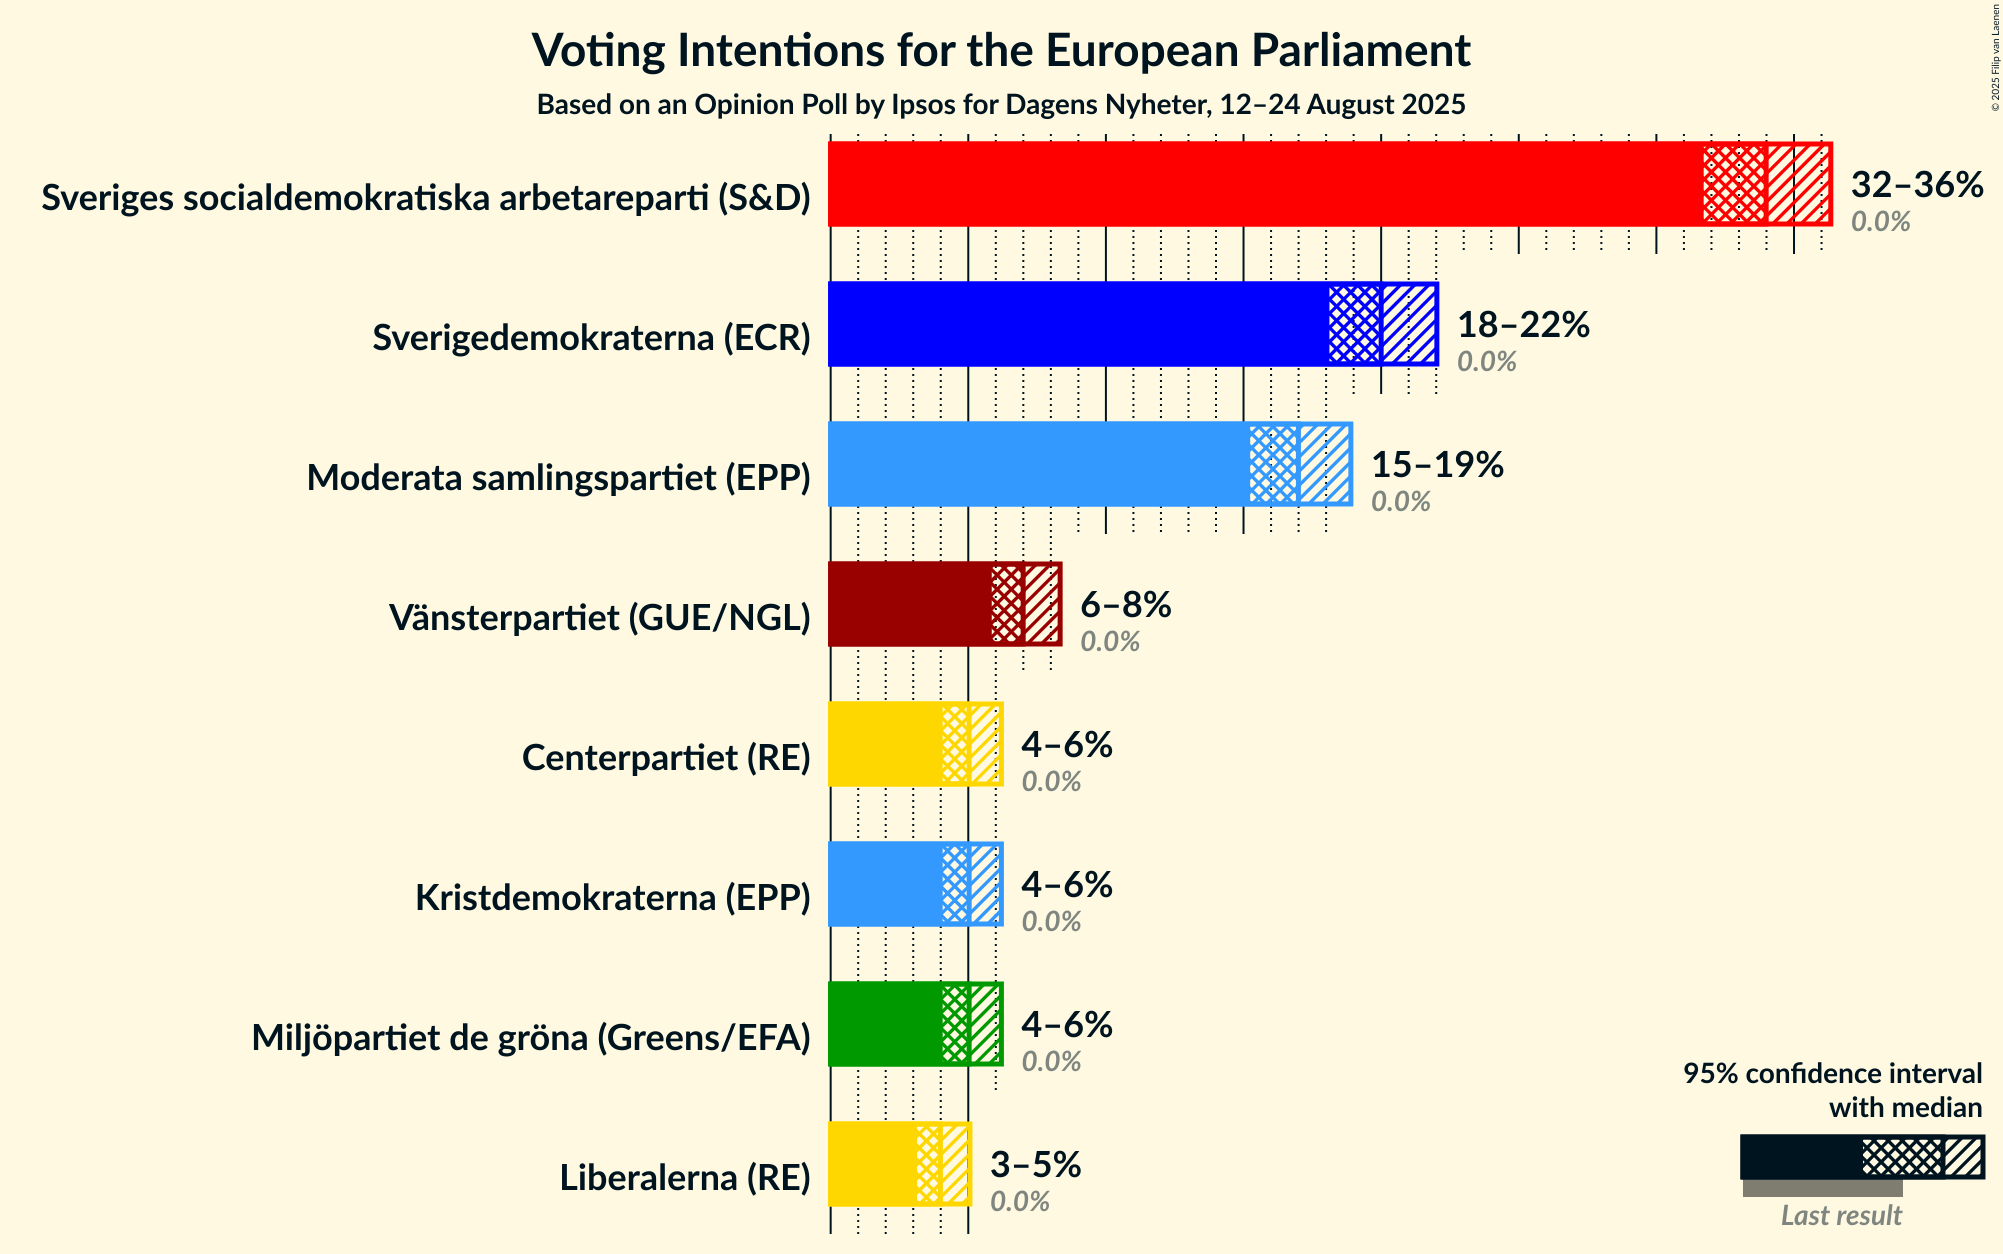 Voting Intentions for the European Parliament
Based on an Opinion Poll by Ipsos for Dagens Nyheter, 12–24 August 2025
© 2025 Filip van Laenen
Sveriges socialdemokratiska arbetareparti (S&D)
32–36%
0.0%
Sverigedemokraterna (ECR)
18–22%
0.0%
Moderata samlingspartiet (EPP)
15–19%
0.0%
Vänsterpartiet (GUE/NGL)
6–8%
0.0%
Centerpartiet (RE)
4–6%
0.0%
Kristdemokraterna (EPP)
4–6%
0.0%
Miljöpartiet de gröna (Greens/EFA)
4–6%
0.0%
Liberalerna (RE)
3–5%
0.0%
95% confidence interval
with median
Last result